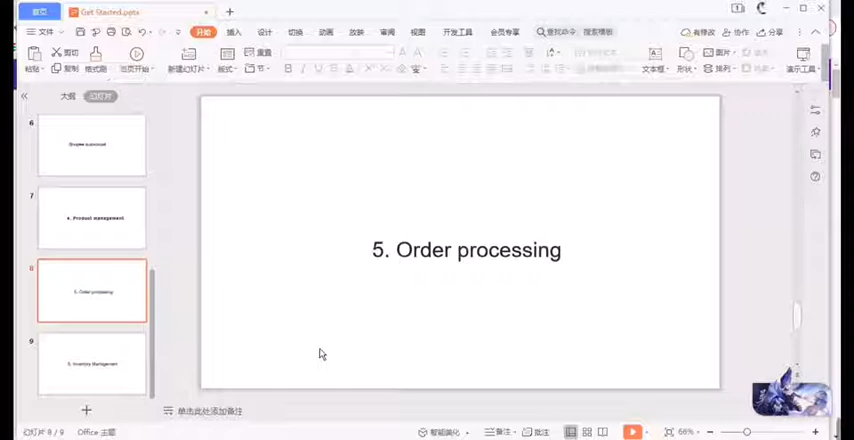 首页 Get Started.pptx
文件 开始 插入 设计 切换 动画 放映 审阅 视图 开发工具 会员专享 查找命令、搜索模板 有修改 协作 分享
剪切 重置 图片
粘贴 复制 格式刷 当页开始 新建幻灯片 版式 节 文本框 形状 排列 演示工具
大纲 幻灯片
6
7
4. Product management
8
5. Order processing
9
5. Inventory Management
5. Order processing
单击此处添加备注
幻灯片 8 / 9 Office 主题 智能美化 备注 批注 68%